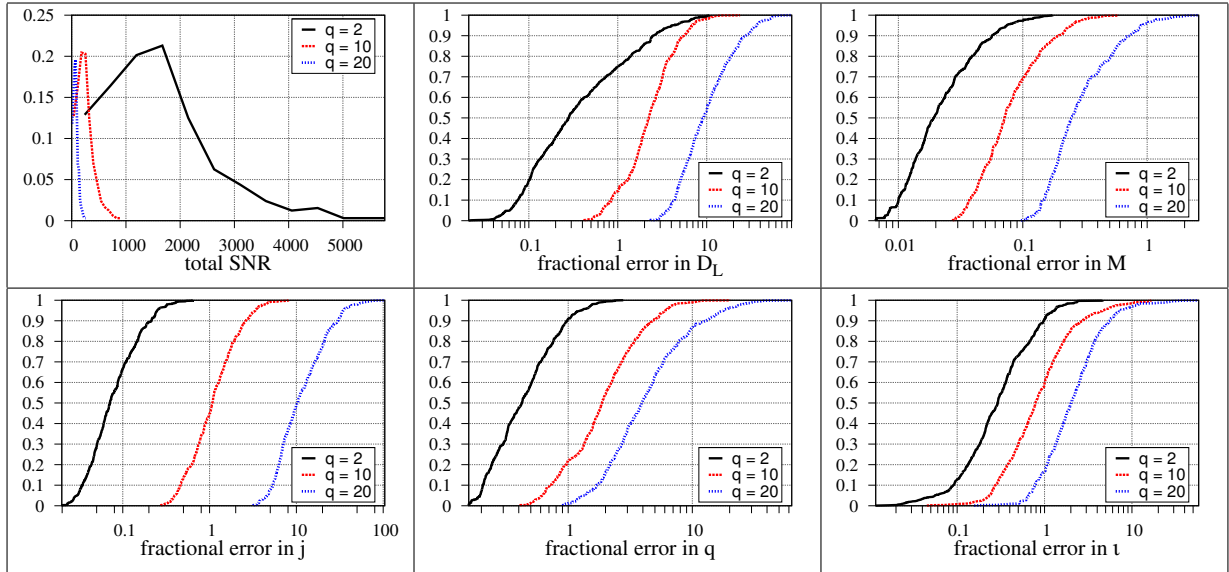 0.25
0.2
0.15
0.1
0.05
0
0 1000 2000 3000 4000 5000
total SNR
q = 2
q = 10
q = 20
1
0.9
0.8
0.7
0.6
0.5
0.4
0.3
0.2
0.1
0
0.1 1 10
fractional error in D_L
q = 2
q = 10
q = 20
1
0.9
0.8
0.7
0.6
0.5
0.4
0.3
0.2
0.1
0
0.01 0.1 1
fractional error in M
q = 2
q = 10
q = 20
1
0.9
0.8
0.7
0.6
0.5
0.4
0.3
0.2
0.1
0
0.1 1 10 100
fractional error in j
q = 2
q = 10
q = 20
1
0.9
0.8
0.7
0.6
0.5
0.4
0.3
0.2
0.1
0
1 10
fractional error in q
q = 2
q = 10
q = 20
1
0.9
0.8
0.7
0.6
0.5
0.4
0.3
0.2
0.1
0
0.1 1 10
fractional error in ι
q = 2
q = 10
q = 20